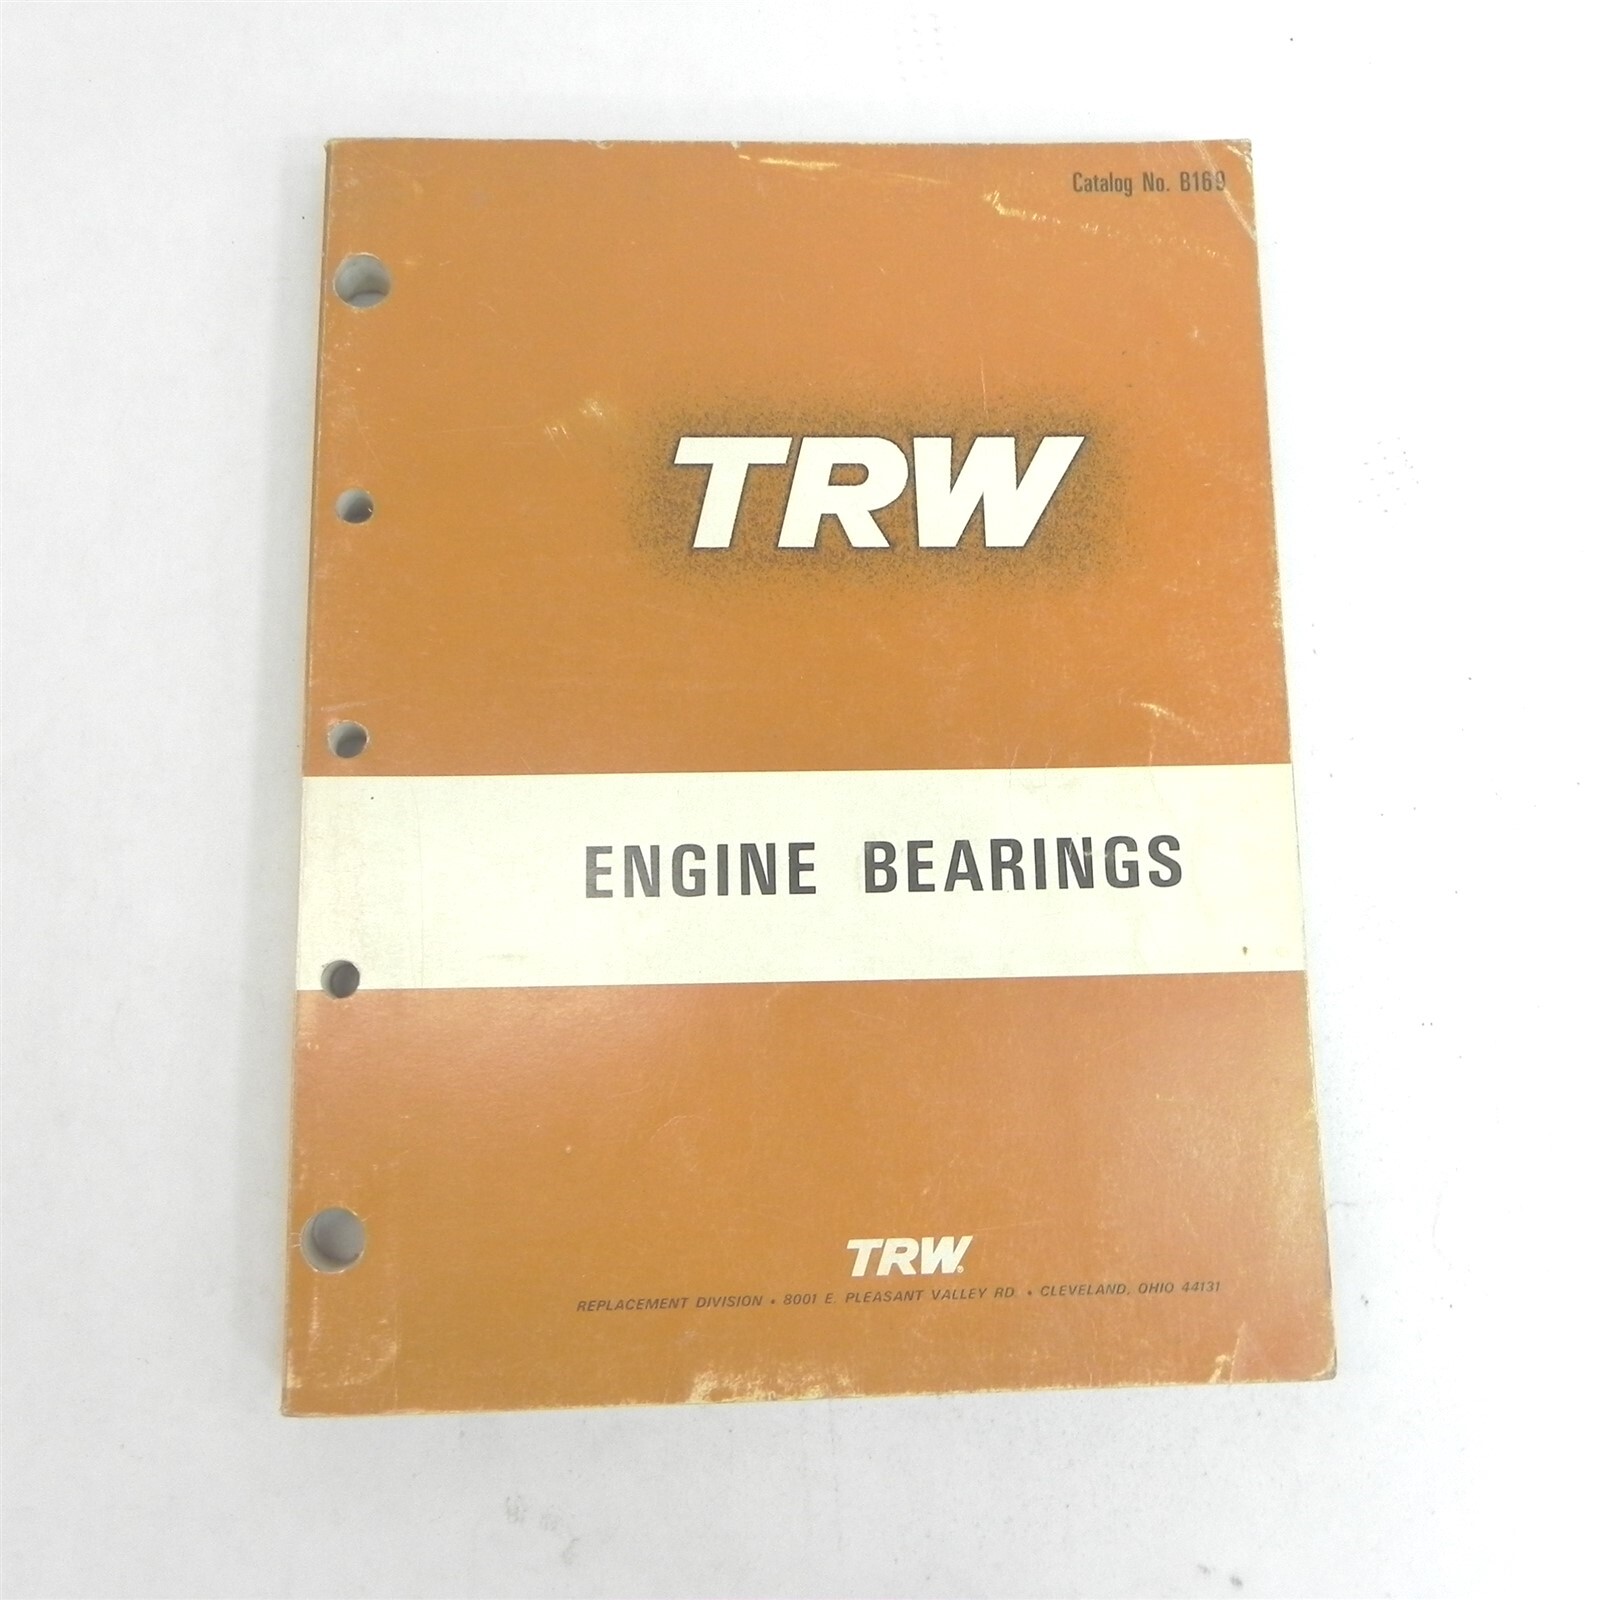 Catalog No. B169
TRW
ENGINE BEARINGS
TRW®
REPLACEMENT DIVISION • 8001 E. PLEASANT VALLEY RD. • CLEVELAND, OHIO 44131